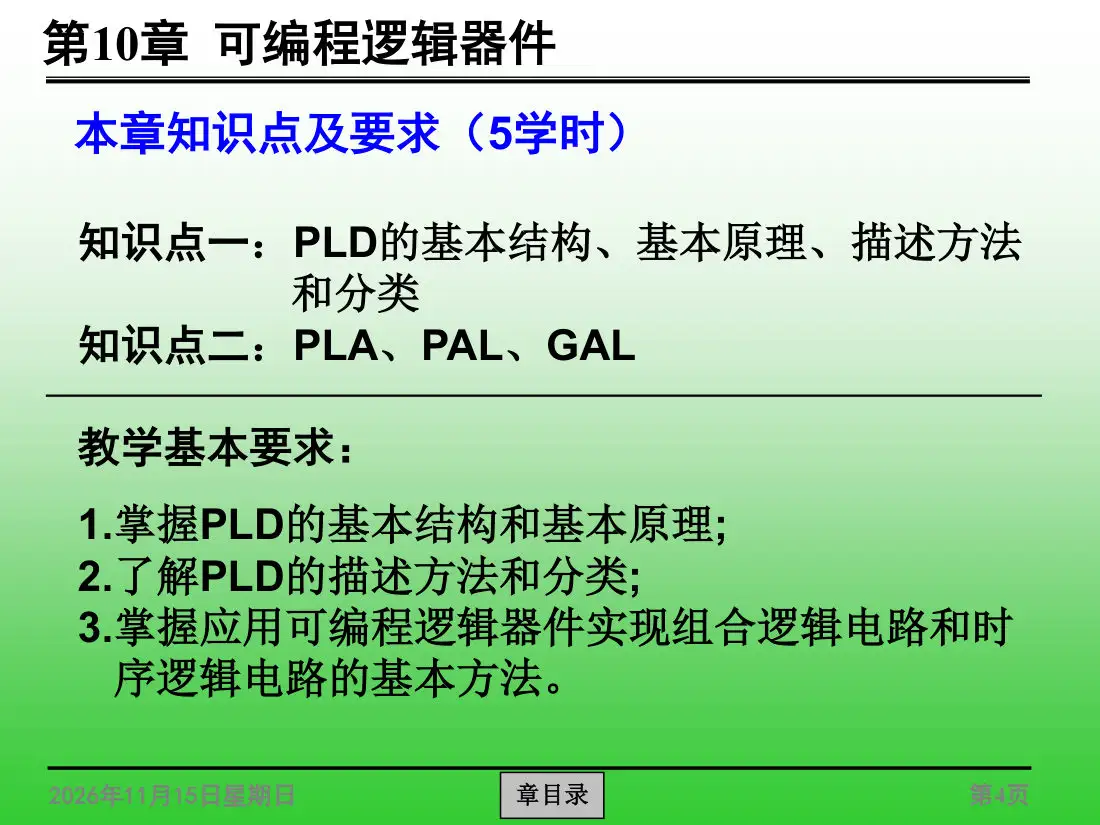 第10章 可编程逻辑器件
本章知识点及要求（5学时）
知识点一：PLD的基本结构、基本原理、描述方法
和分类
知识点二：PLA、PAL、GAL
教学基本要求：
1.掌握PLD的基本结构和基本原理;
2.了解PLD的描述方法和分类;
3.掌握应用可编程逻辑器件实现组合逻辑电路和时
序逻辑电路的基本方法。
2026年11月15日星期日
章目录
第4页